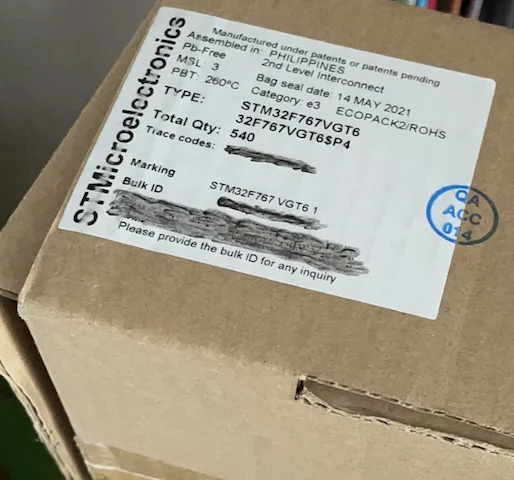 STMicroelectronics
Manufactured under patents or patents pending
Assembled in: PHILIPPINES
Pb-Free 2nd Level Interconnect
MSL: 3 Bag seal date: 14 MAY 2021
PBT: 260°C Category: e3 ECOPACK2/ROHS
TYPE: STM32F767VGT6
32F767VGT6$P4
Total Qty: 540
Trace codes:
Marking STM32F767 VGT6 1
Bulk ID
Please provide the bulk ID for any inquiry
QA
ACC
014